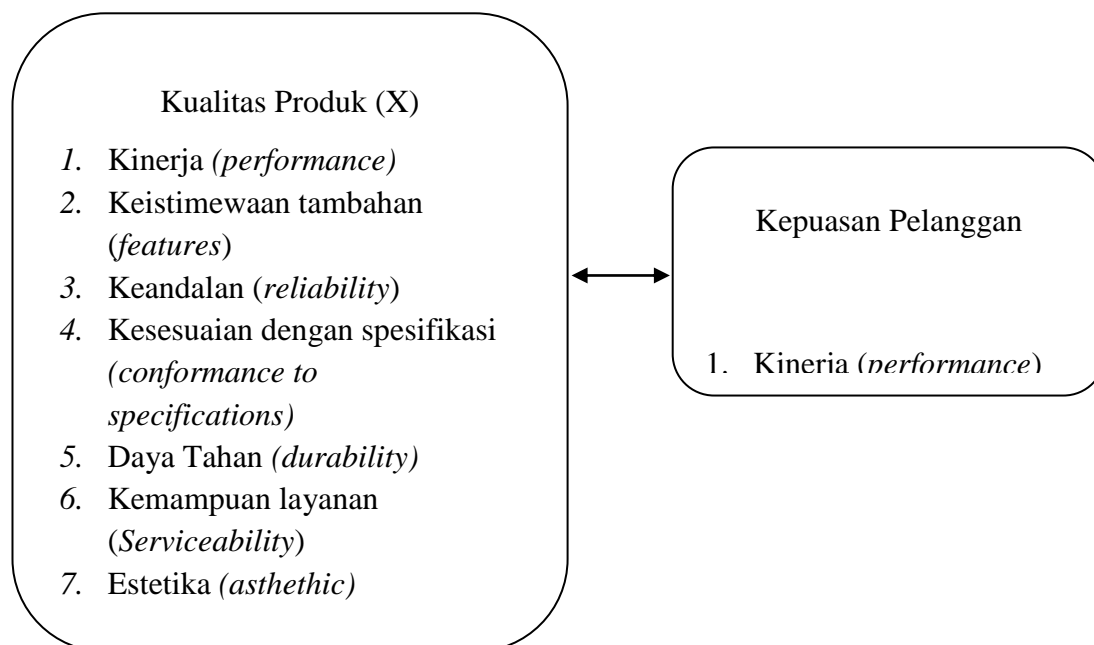 Kualitas Produk (X)
1. Kinerja (performance)
2. Keistimewaan tambahan
(features)
3. Keandalan (reliability)
4. Kesesuaian dengan spesifikasi
(conformance to
specifications)
5. Daya Tahan (durability)
6. Kemampuan layanan
(Serviceability)
7. Estetika (asthethic)
Kepuasan Pelanggan
1. Kinerja (performance)